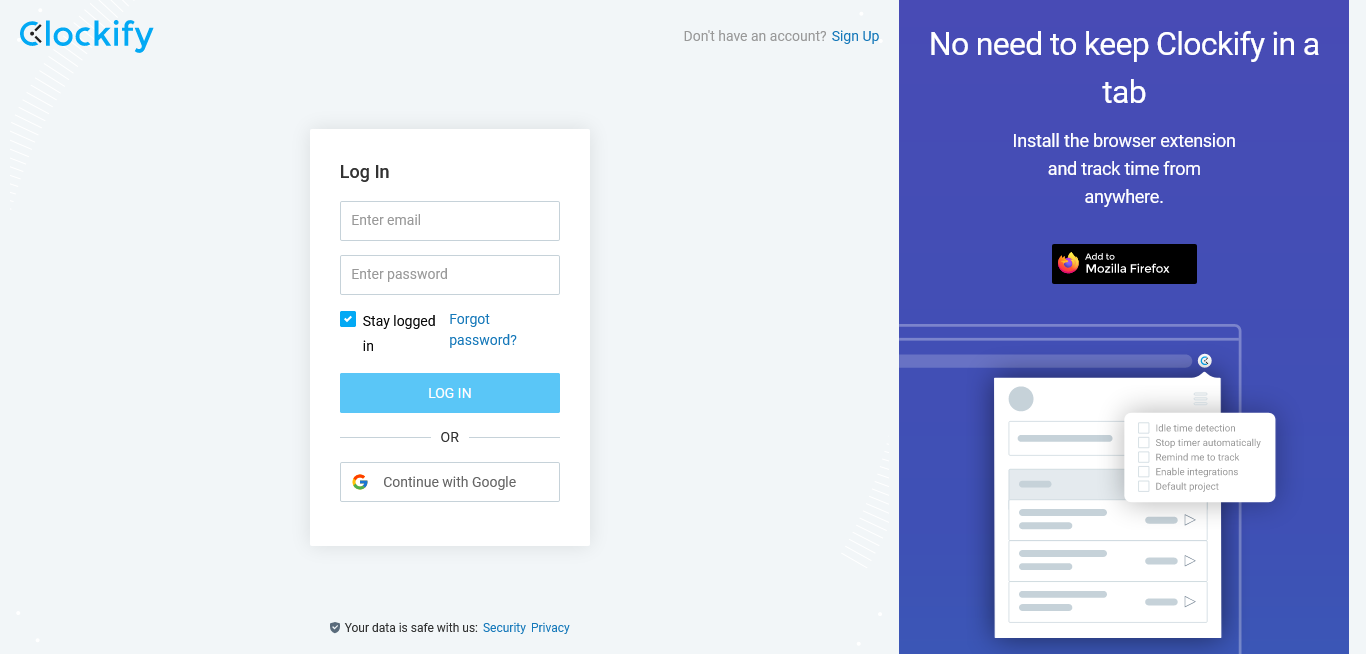 Clockify
Don't have an account? Sign Up
Log In
Enter email
Enter password
Stay logged
in
Forgot
password?
LOG IN
OR
Continue with Google
Your data is safe with us: Security Privacy
No need to keep Clockify in a
tab
Install the browser extension
and track time from
anywhere.
Add to
Mozilla Firefox
Idle time detection
Stop timer automatically
Remind me to track
Enable integrations
Default project